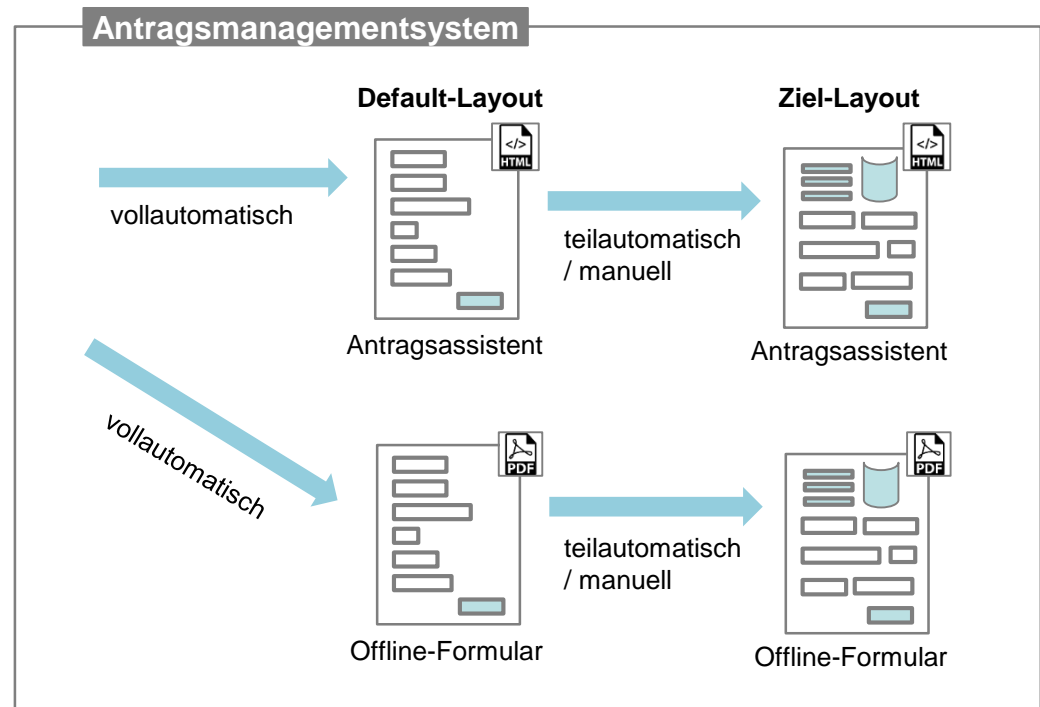 Antragsmanagementsystem
Default-Layout
Ziel-Layout
</>
HTML
</>
HTML
vollautomatisch
teilautomatisch
/ manuell
Antragsassistent
Antragsassistent
vollautomatisch
PDF
PDF
teilautomatisch
/ manuell
Offline-Formular
Offline-Formular